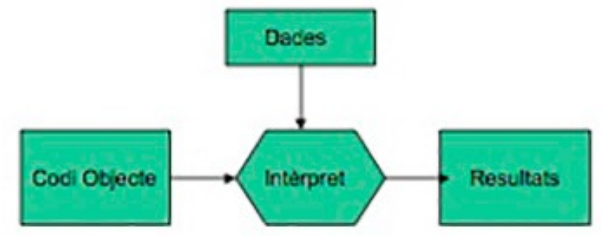 Dades
Codi Objecte
Intèrpret
Resultats